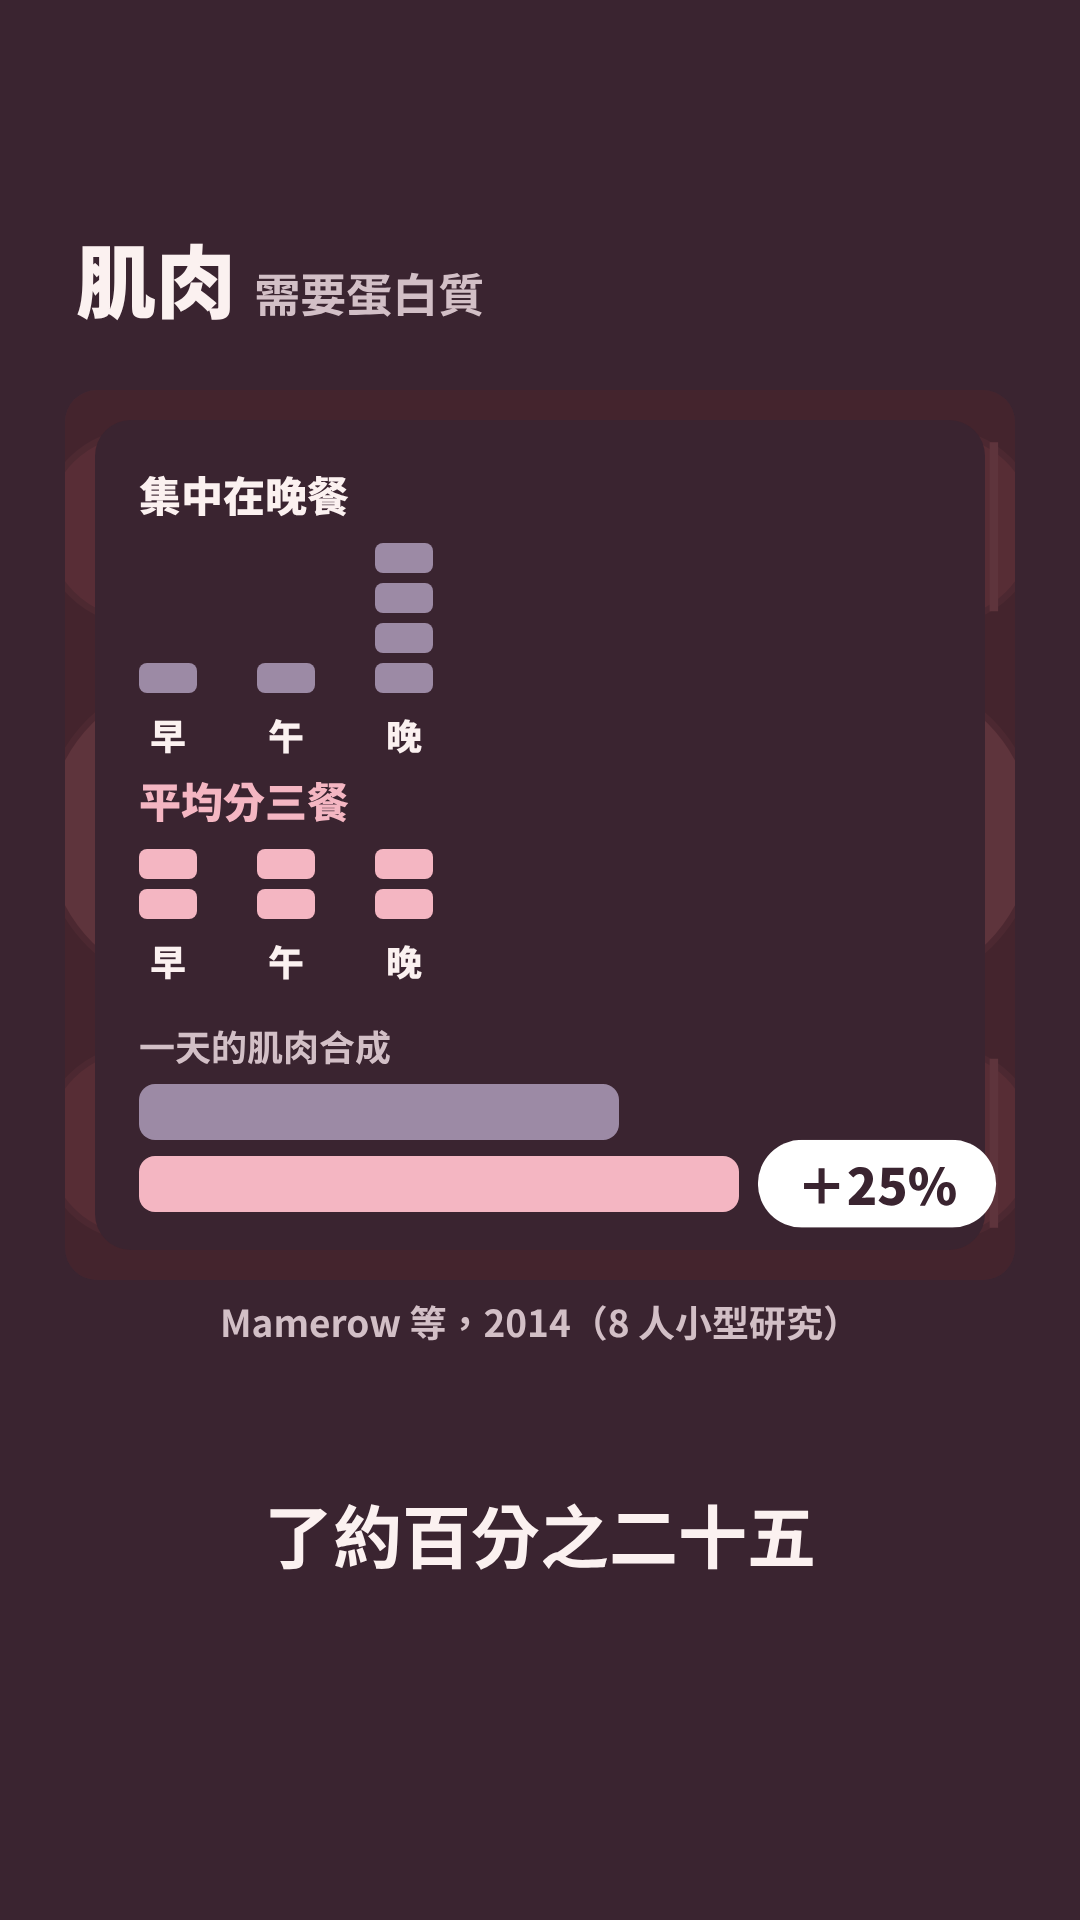 肌肉 需要蛋白質
集中在晚餐
早 午 晚
平均分三餐
早 午 晚
一天的肌肉合成
＋25%
Mamerow 等，2014（8 人小型研究）
了約百分之二十五